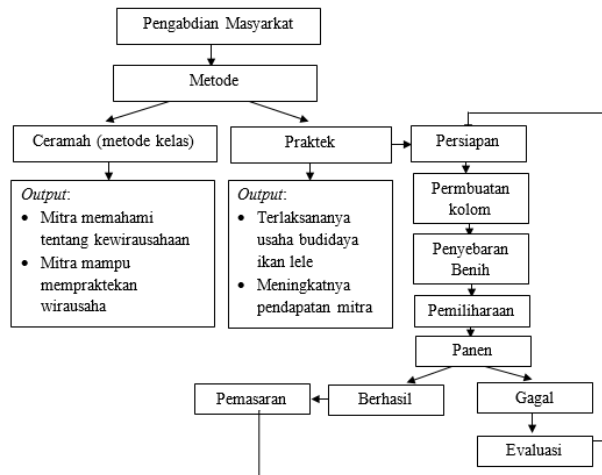 Pengabdian Masyarkat
Metode
Ceramah (metode kelas)
Praktek
Persiapan
Output:
• Mitra memahami
tentang kewirausahaan
• Mitra mampu
mempraktekan
wirausaha
Output:
• Terlaksananya
usaha budidaya
ikan lele
• Meningkatnya
pendapatan mitra
Permbuatan
kolom
Penyebaran
Benih
Pemiliharaan
Panen
Pemasaran
Berhasil
Gagal
Evaluasi